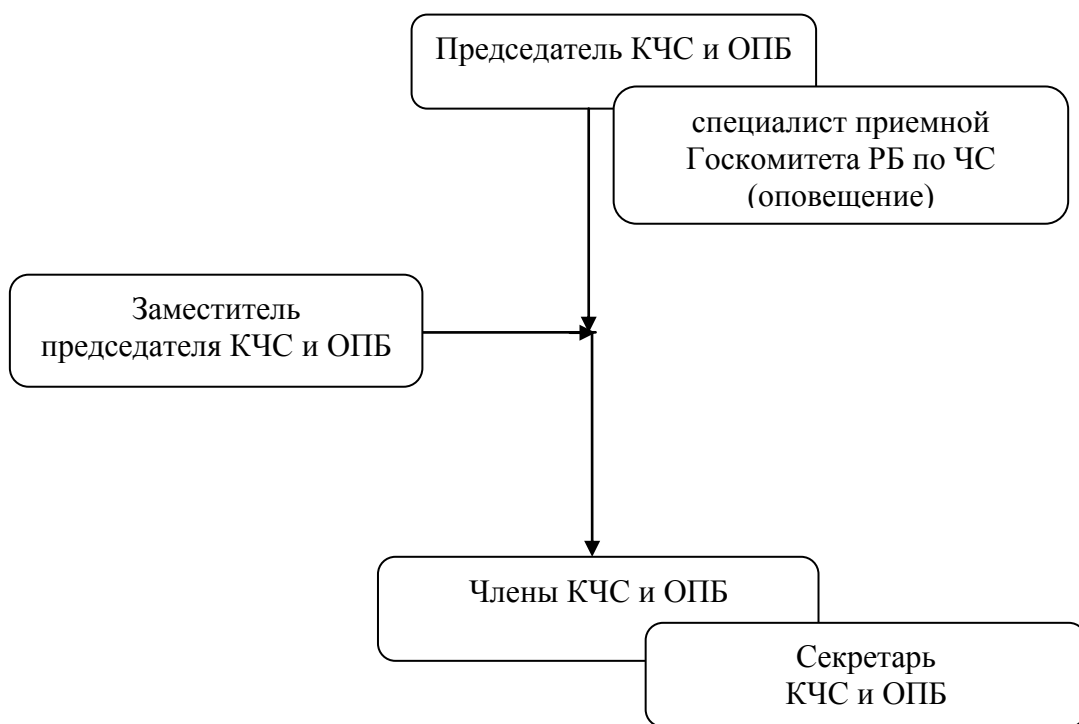 Председатель КЧС и ОПБ
специалист приемной
Госкомитета РБ по ЧС
(оповещение)
Заместитель
председателя КЧС и ОПБ
Члены КЧС и ОПБ
Секретарь
КЧС и ОПБ